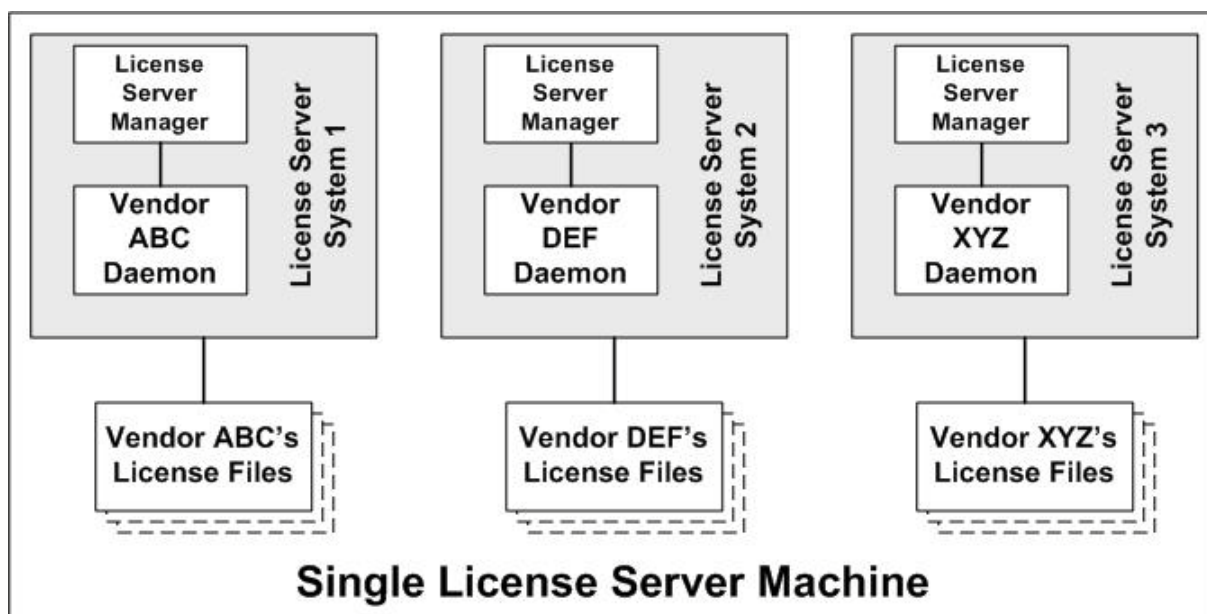 License
Server
Manager
Vendor
ABC
Daemon
License Server
System 1
Vendor ABC's
License Files
License
Server
Manager
Vendor
DEF
Daemon
License Server
System 2
Vendor DEF's
License Files
License
Server
Manager
Vendor
XYZ
Daemon
License Server
System 3
Vendor XYZ's
License Files
Single License Server Machine